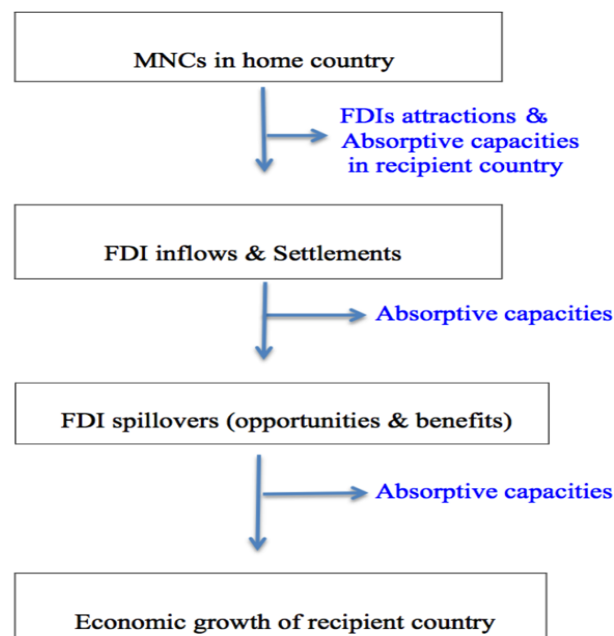 MNCs in home country
FDIs attractions &
Absorptive capacities
in recipient country
FDI inflows & Settlements
Absorptive capacities
FDI spillovers (opportunities & benefits)
Absorptive capacities
Economic growth of recipient country